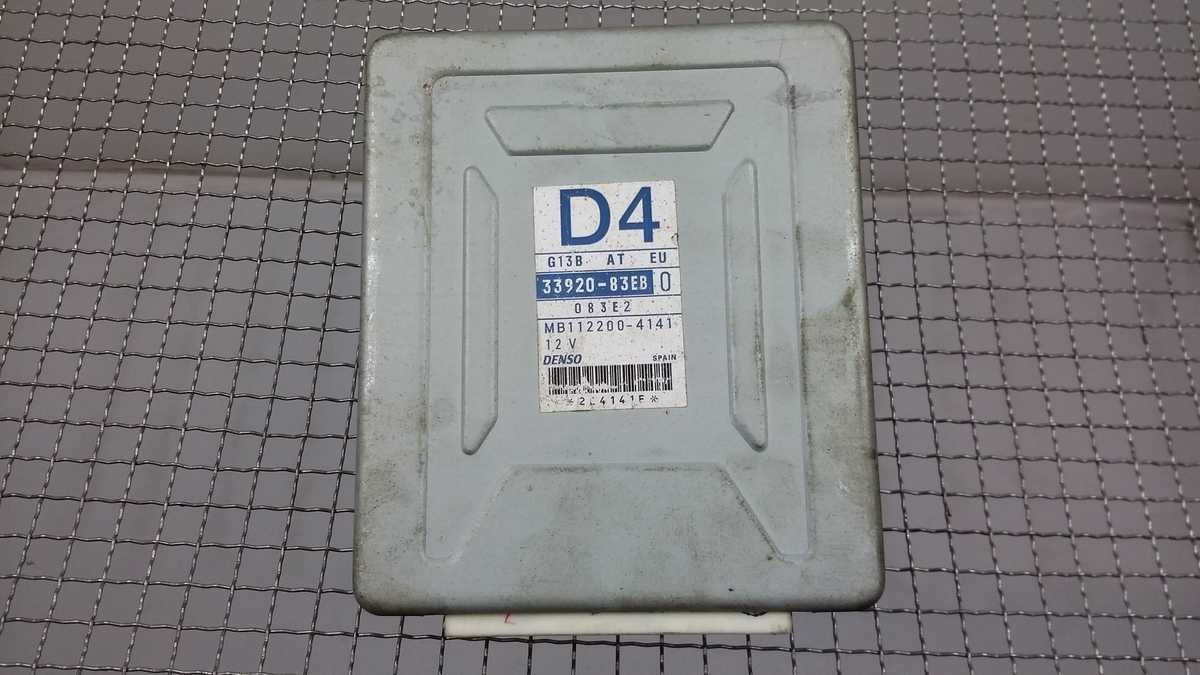 D4
G13B AT EU
33920-83EB 0
083E2
MB112200-4141
12V
DENSO SPAIN